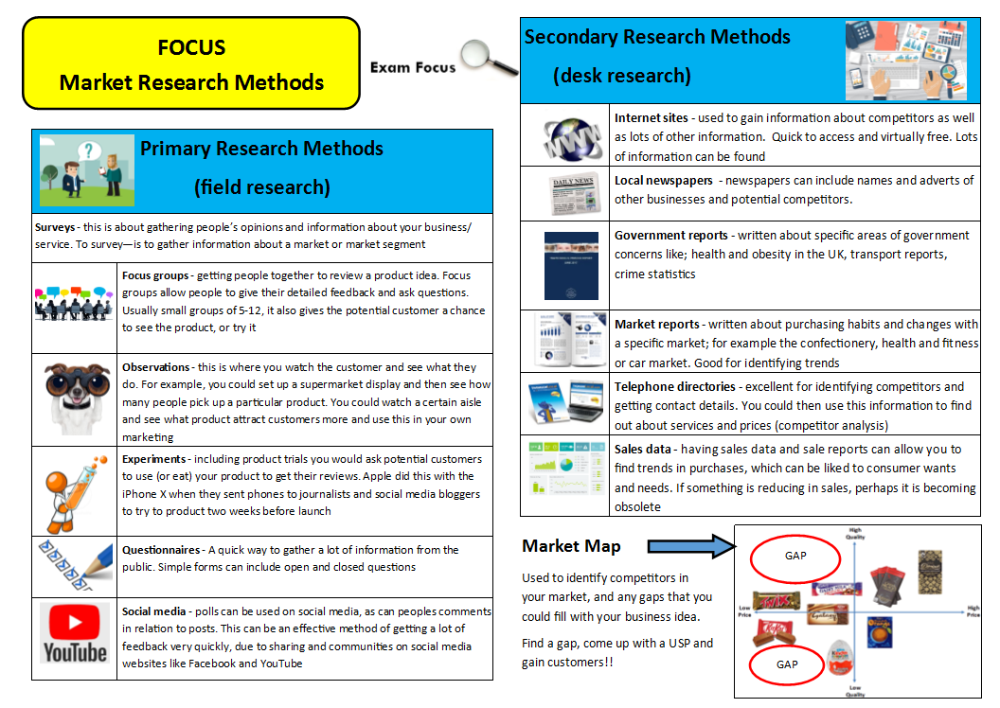 FOCUS
Market Research Methods
Exam Focus
Primary Research Methods
(field research)
Surveys - this is about gathering people's opinions and information about your business/
service. To survey—is to gather information about a market or market segment
Focus groups - getting people together to review a product idea. Focus
groups allow people to give their detailed feedback and ask questions.
Usually small groups of 5-12, it also gives the potential customer a chance
to see the product, or try it
Observations - this is where you watch the customer and see what they
do. For example, you could set up a supermarket display and then see how
many people pick up a particular product. You could watch a certain aisle
and see what product attract customers more and use this in your own
marketing
Experiments - including product trials you would ask potential customers
to use (or eat) your product to get their reviews. Apple did this with the
iPhone X when they sent phones to journalists and social media bloggers
to try to product two weeks before launch
Questionnaires - A quick way to gather a lot of information from the
public. Simple forms can include open and closed questions
YouTube
Social media - polls can be used on social media, as can peoples comments
in relation to posts. This can be an effective method of getting a lot of
feedback very quickly, due to sharing and communities on social media
websites like Facebook and YouTube
Secondary Research Methods
(desk research)
WWW
Internet sites - used to gain information about competitors as well
as lots of other information. Quick to access and virtually free. Lots
of information can be found
DAILY NEWS
Local newspapers - newspapers can include names and adverts of
other businesses and potential competitors.
Government reports - written about specific areas of government
concerns like; health and obesity in the UK, transport reports,
crime statistics
Market reports - written about purchasing habits and changes with
a specific market; for example the confectionery, health and fitness
or car market. Good for identifying trends
Telephone directories - excellent for identifying competitors and
getting contact details. You could then use this information to find
out about services and prices (competitor analysis)
Sales data - having sales data and sale reports can allow you to
find trends in purchases, which can be liked to consumer wants
and needs. If something is reducing in sales, perhaps it is becoming
obsolete
Market Map
Used to identify competitors in
your market, and any gaps that you
could fill with your business idea.
Find a gap, come up with a USP and
gain customers!!
High
Quality
GAP
Low
Price
High
Price
TWIX
Galaxy
GAP
Low
Quality